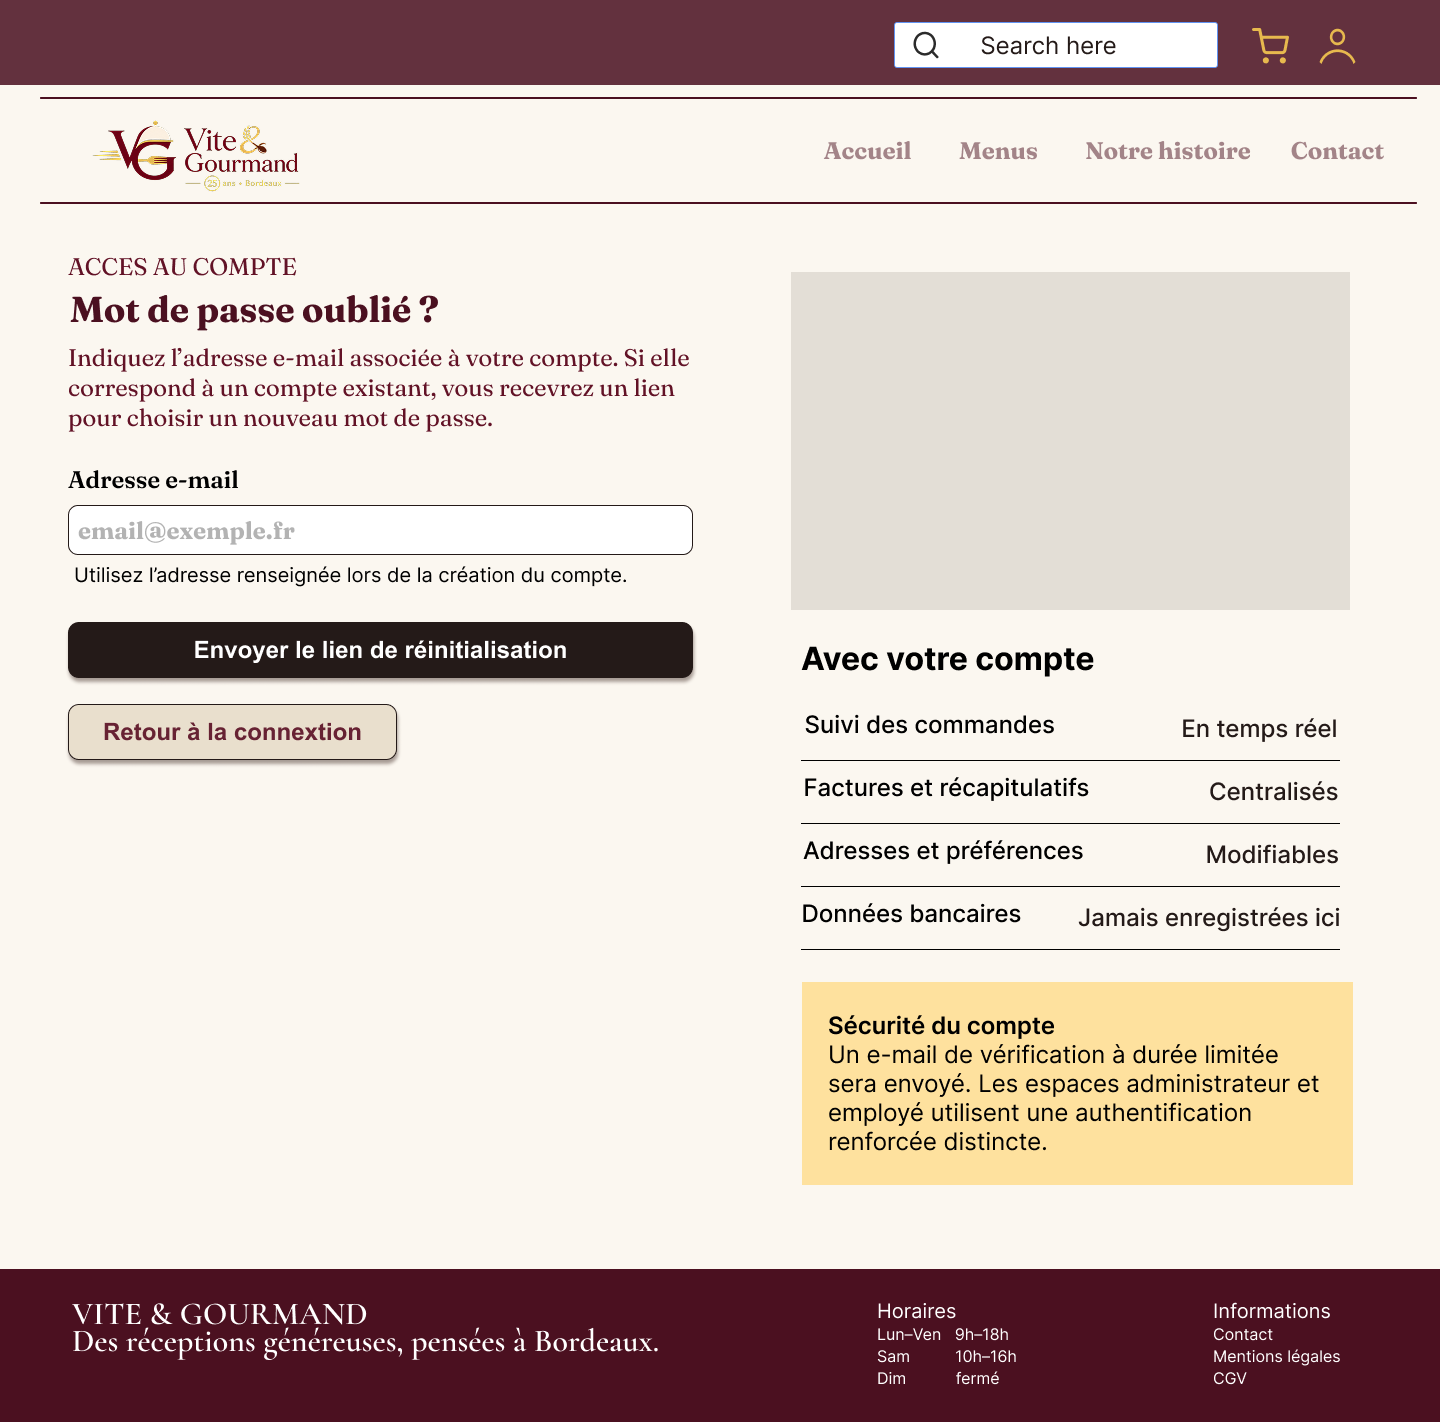 Search here
Vite &
Gourmand
25 ans • Bordeaux
Accueil Menus Notre histoire Contact
ACCES AU COMPTE
Mot de passe oublié ?
Indiquez l’adresse e-mail associée à votre compte. Si elle
correspond à un compte existant, vous recevrez un lien
pour choisir un nouveau mot de passe.
Adresse e-mail
email@exemple.fr
Utilisez l’adresse renseignée lors de la création du compte.
Envoyer le lien de réinitialisation
Retour à la connextion
Avec votre compte
Suivi des commandes En temps réel
Factures et récapitulatifs Centralisés
Adresses et préférences Modifiables
Données bancaires Jamais enregistrées ici
Sécurité du compte
Un e-mail de vérification à durée limitée
sera envoyé. Les espaces administrateur et
employé utilisent une authentification
renforcée distincte.
VITE & GOURMAND
Des réceptions généreuses, pensées à Bordeaux.
Horaires
Lun–Ven 9h–18h
Sam 10h–16h
Dim fermé
Informations
Contact
Mentions légales
CGV